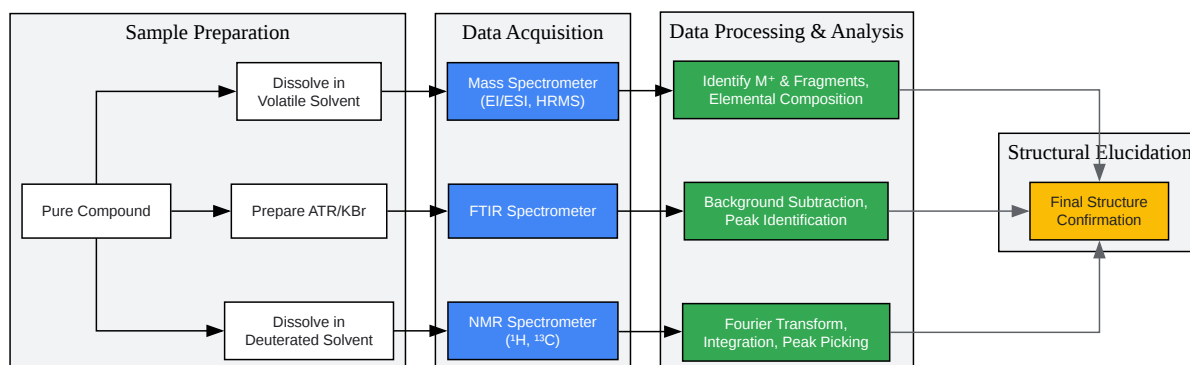 Sample Preparation
Data Acquisition
Data Processing & Analysis
Structural Elucidation
Dissolve in
Volatile Solvent
Mass Spectrometer
(EI/ESI, HRMS)
Identify M⁺ & Fragments,
Elemental Composition
Pure Compound
Prepare ATR/KBr
FTIR Spectrometer
Background Subtraction,
Peak Identification
Final Structure
Confirmation
Dissolve in
Deuterated Solvent
NMR Spectrometer
(¹H, ¹³C)
Fourier Transform,
Integration, Peak Picking